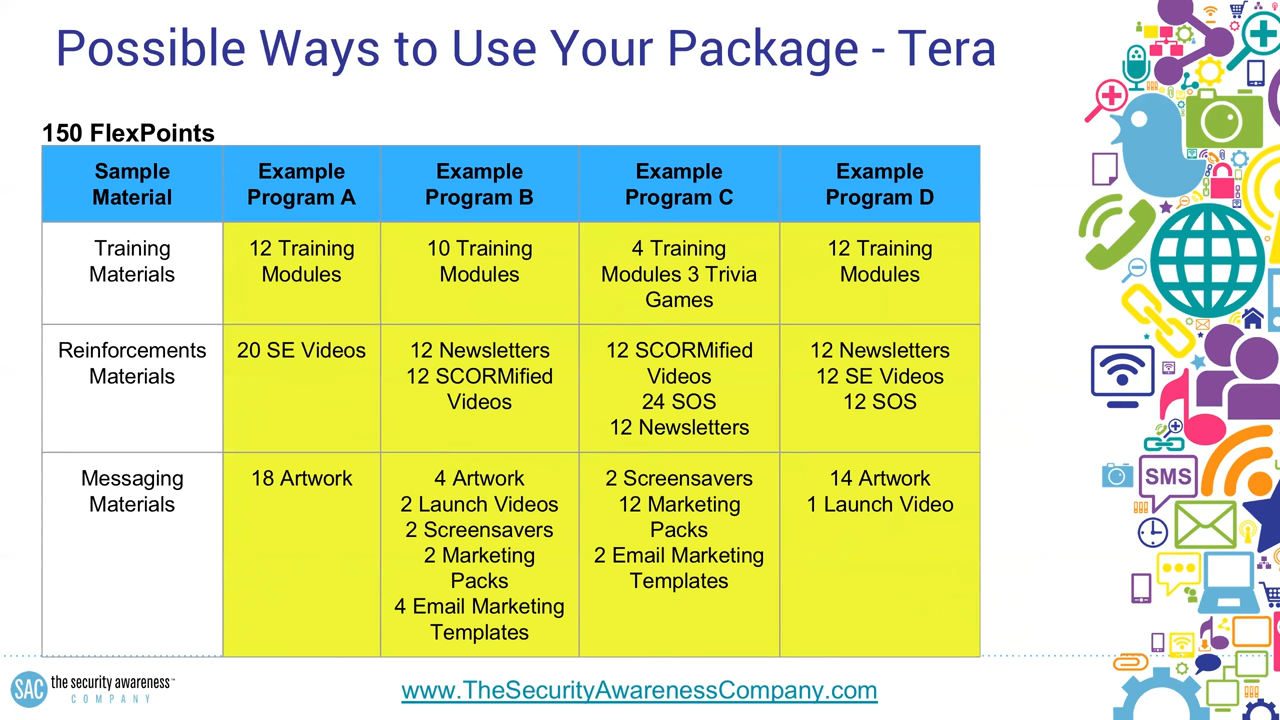 Possible Ways to Use Your Package - Tera
150 FlexPoints
Sample
Material
Example
Program A
Example
Program B
Example
Program C
Example
Program D
Training
Materials
12 Training
Modules
10 Training
Modules
4 Training
Modules 3 Trivia
Games
12 Training
Modules
Reinforcements
Materials
20 SE Videos
12 Newsletters
12 SCORMified
Videos
12 SCORMified
Videos
24 SOS
12 Newsletters
12 Newsletters
12 SE Videos
12 SOS
Messaging
Materials
18 Artwork
4 Artwork
2 Launch Videos
2 Screensavers
2 Marketing
Packs
4 Email Marketing
Templates
2 Screensavers
12 Marketing
Packs
2 Email Marketing
Templates
14 Artwork
1 Launch Video
SMS
SAC the security awareness™
COMPANY
www.TheSecurityAwarenessCompany.com